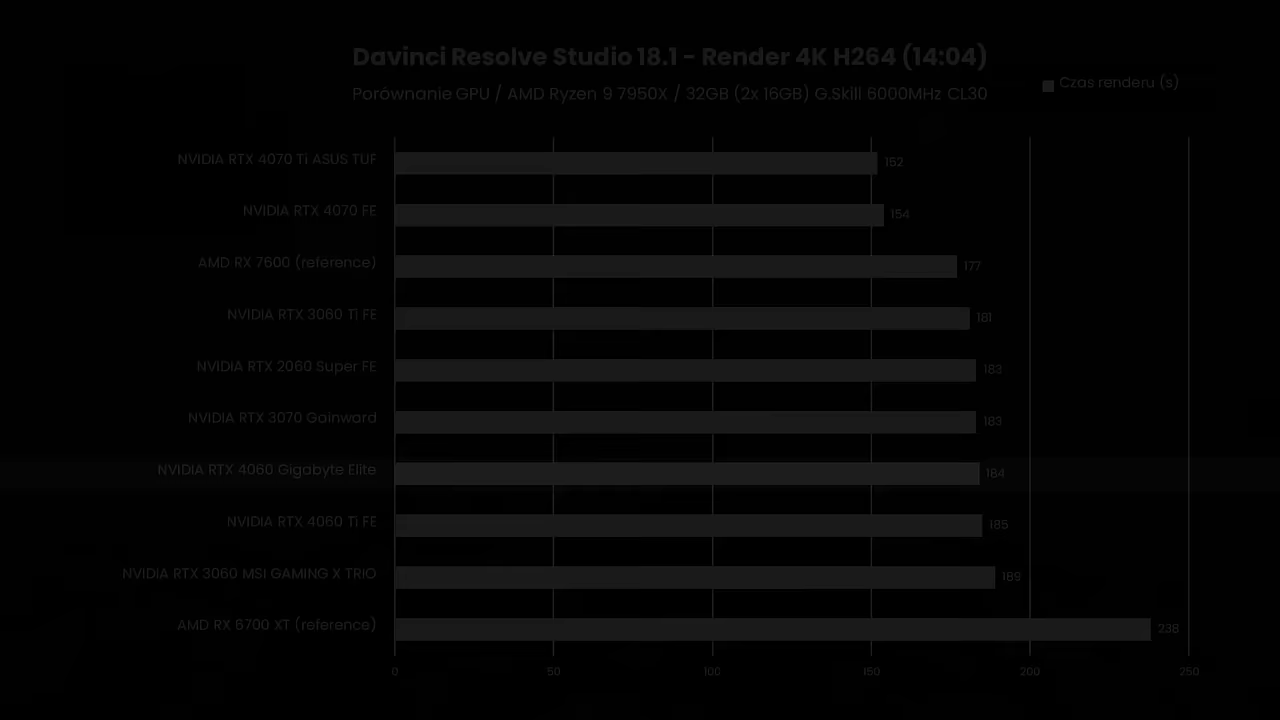 Davinci Resolve Studio 18.1 - Render 4K H264 (14:04)
Porównanie GPU / AMD Ryzen 9 7950X / 32GB (2x 16GB) G.Skill 6000MHz CL30
Czas renderu (s)
NVIDIA RTX 4070 Ti ASUS TUF 152
NVIDIA RTX 4070 FE 154
AMD RX 7600 (reference) 177
NVIDIA RTX 3060 Ti FE 181
NVIDIA RTX 2060 Super FE 183
NVIDIA RTX 3070 Gainward 183
NVIDIA RTX 4060 Gigabyte Elite 184
NVIDIA RTX 4060 Ti FE 185
NVIDIA RTX 3060 MSI GAMING X TRIO 189
AMD RX 6700 XT (reference) 238
0 50 100 150 200 250